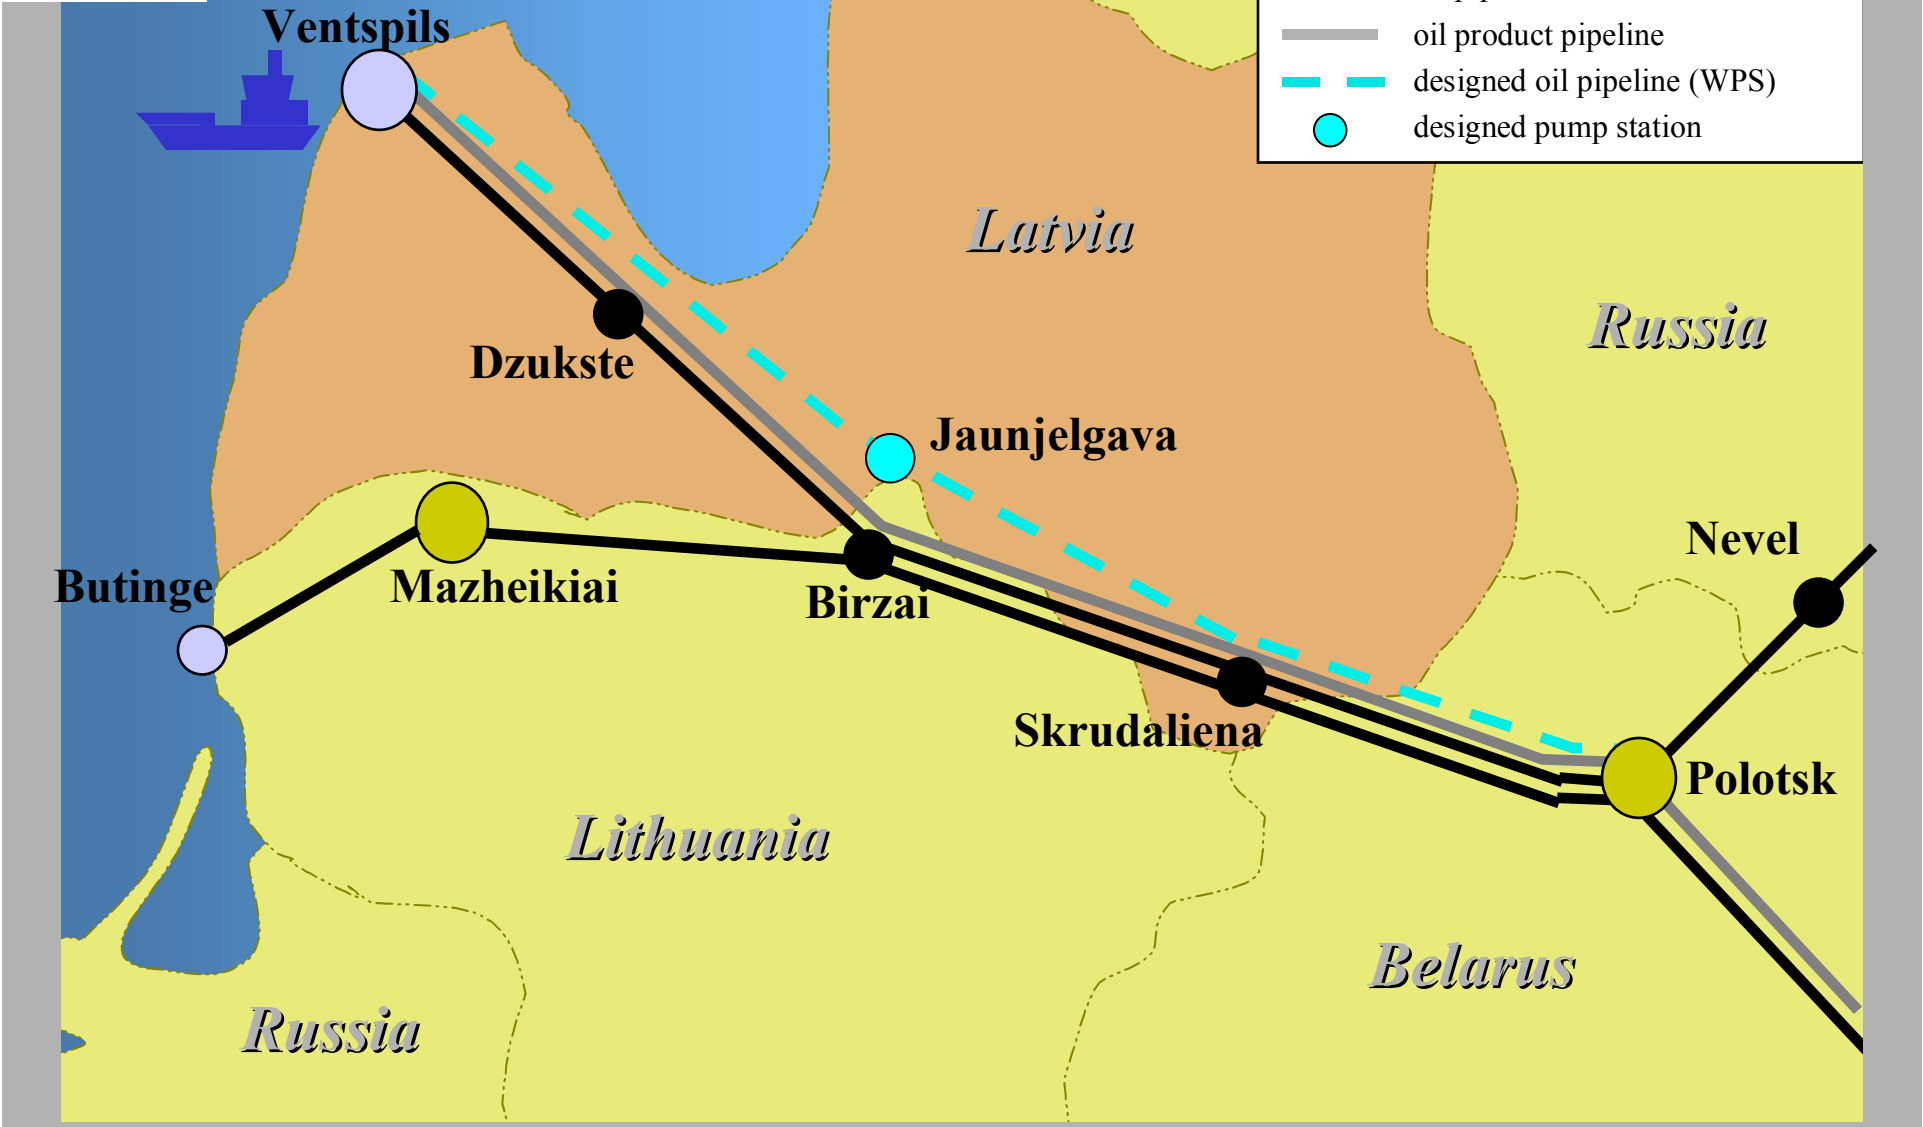 Ventspils
oil product pipeline
designed oil pipeline (WPS)
designed pump station
Latvia
Russia
Dzukste
Jaunjelgava
Nevel
Butinge
Mazheikiai
Birzai
Skrudaliena
Polotsk
Lithuania
Belarus
Russia